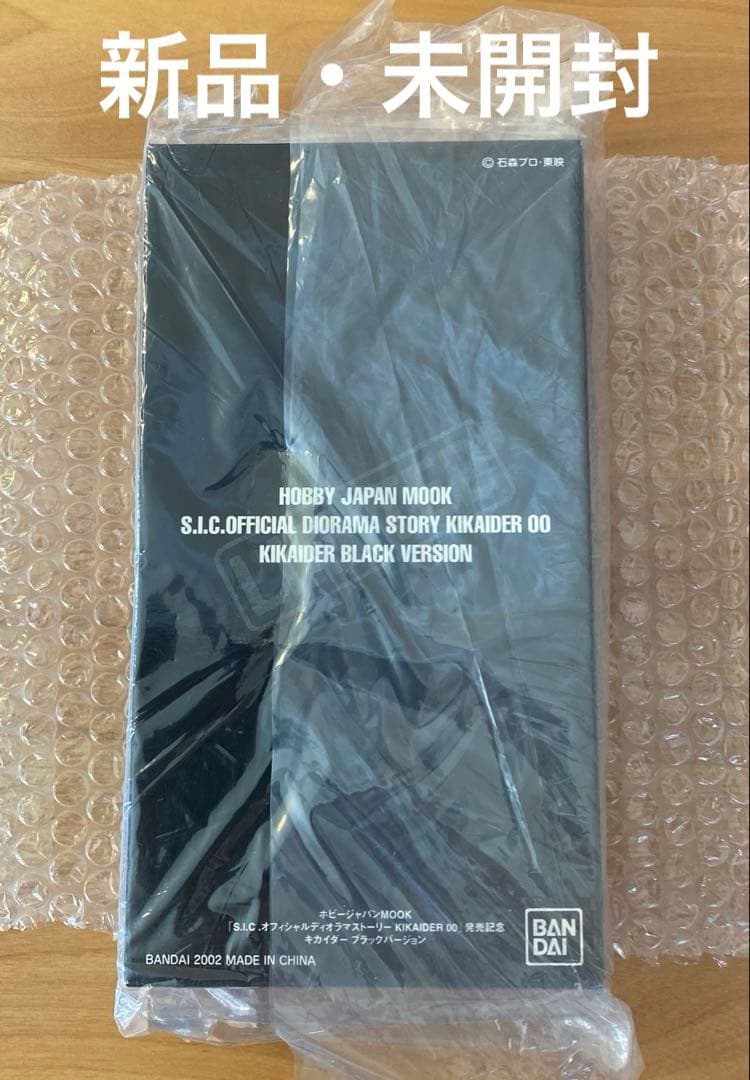 新品・未開封
©石森プロ・東映
HOBBY JAPAN MOOK
S.I.C.OFFICIAL DIORAMA STORY KIKAIDER 00
KIKAIDER BLACK VERSION
ホビージャパンMOOK
「S.I.C .オフィシャルディオラマストーリー KIKAIDER 00」発売記念
キカイダー ブラックバージョン
BANDAI 2002 MADE IN CHINA
BAN
DAI